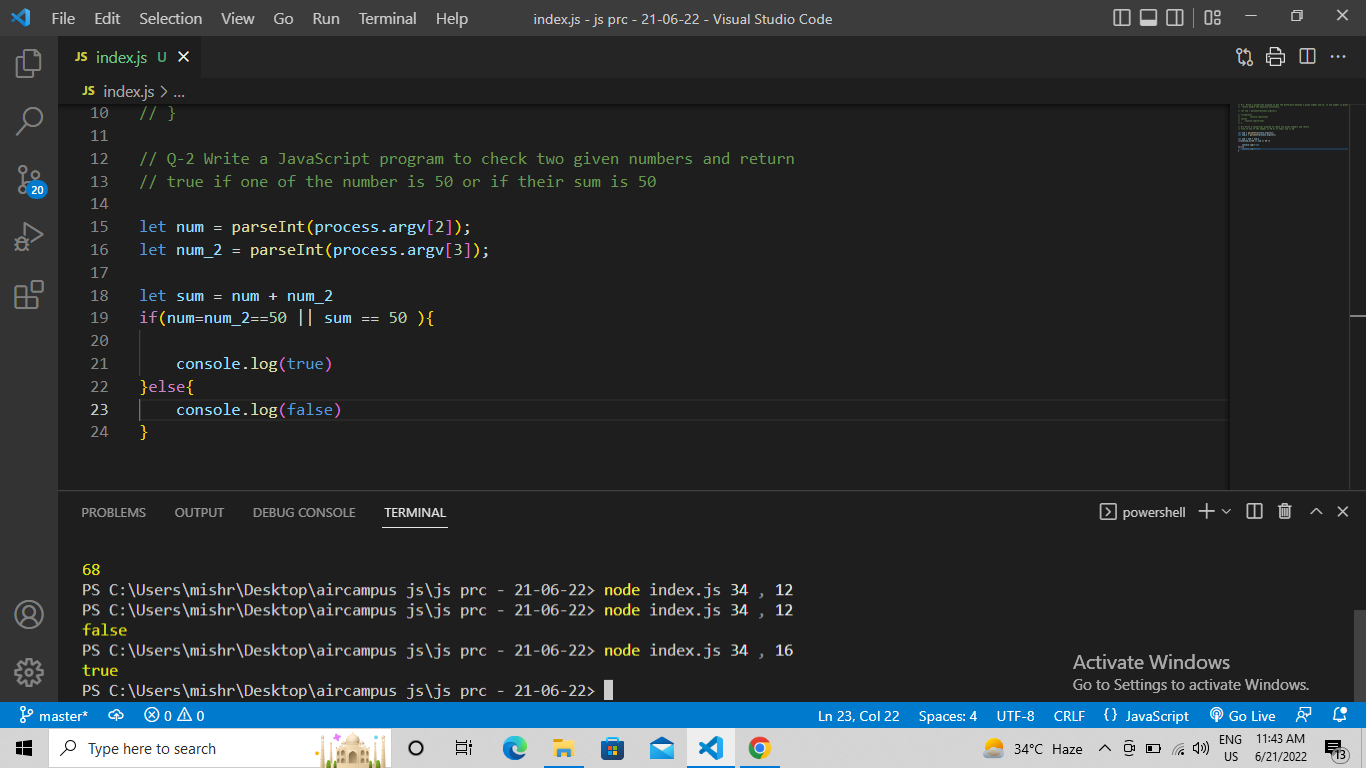 File Edit Selection View Go Run Terminal Help index.js - js prc - 21-06-22 - Visual Studio Code
JS index.js U
JS index.js > ...
10 // }
11
12 // Q-2 Write a JavaScript program to check two given numbers and return
13 // true if one of the number is 50 or if their sum is 50
14
15 let num = parseInt(process.argv[2]);
16 let num_2 = parseInt(process.argv[3]);
17
18 let sum = num + num_2
19 if(num=num_2==50 || sum == 50 ){
20
21 console.log(true)
22 }else{
23 console.log(false)
24 }
20
PROBLEMS OUTPUT DEBUG CONSOLE TERMINAL powershell
68
PS C:\Users\mishr\Desktop\aircampus js\js prc - 21-06-22> node index.js 34 , 12
PS C:\Users\mishr\Desktop\aircampus js\js prc - 21-06-22> node index.js 34 , 12
false
PS C:\Users\mishr\Desktop\aircampus js\js prc - 21-06-22> node index.js 34 , 16
true
PS C:\Users\mishr\Desktop\aircampus js\js prc - 21-06-22>
Activate Windows
Go to Settings to activate Windows.
master* 0 0 Ln 23, Col 22 Spaces: 4 UTF-8 CRLF {} JavaScript Go Live
Type here to search 34°C Haze ENG 11:43 AM
US 6/21/2022 13